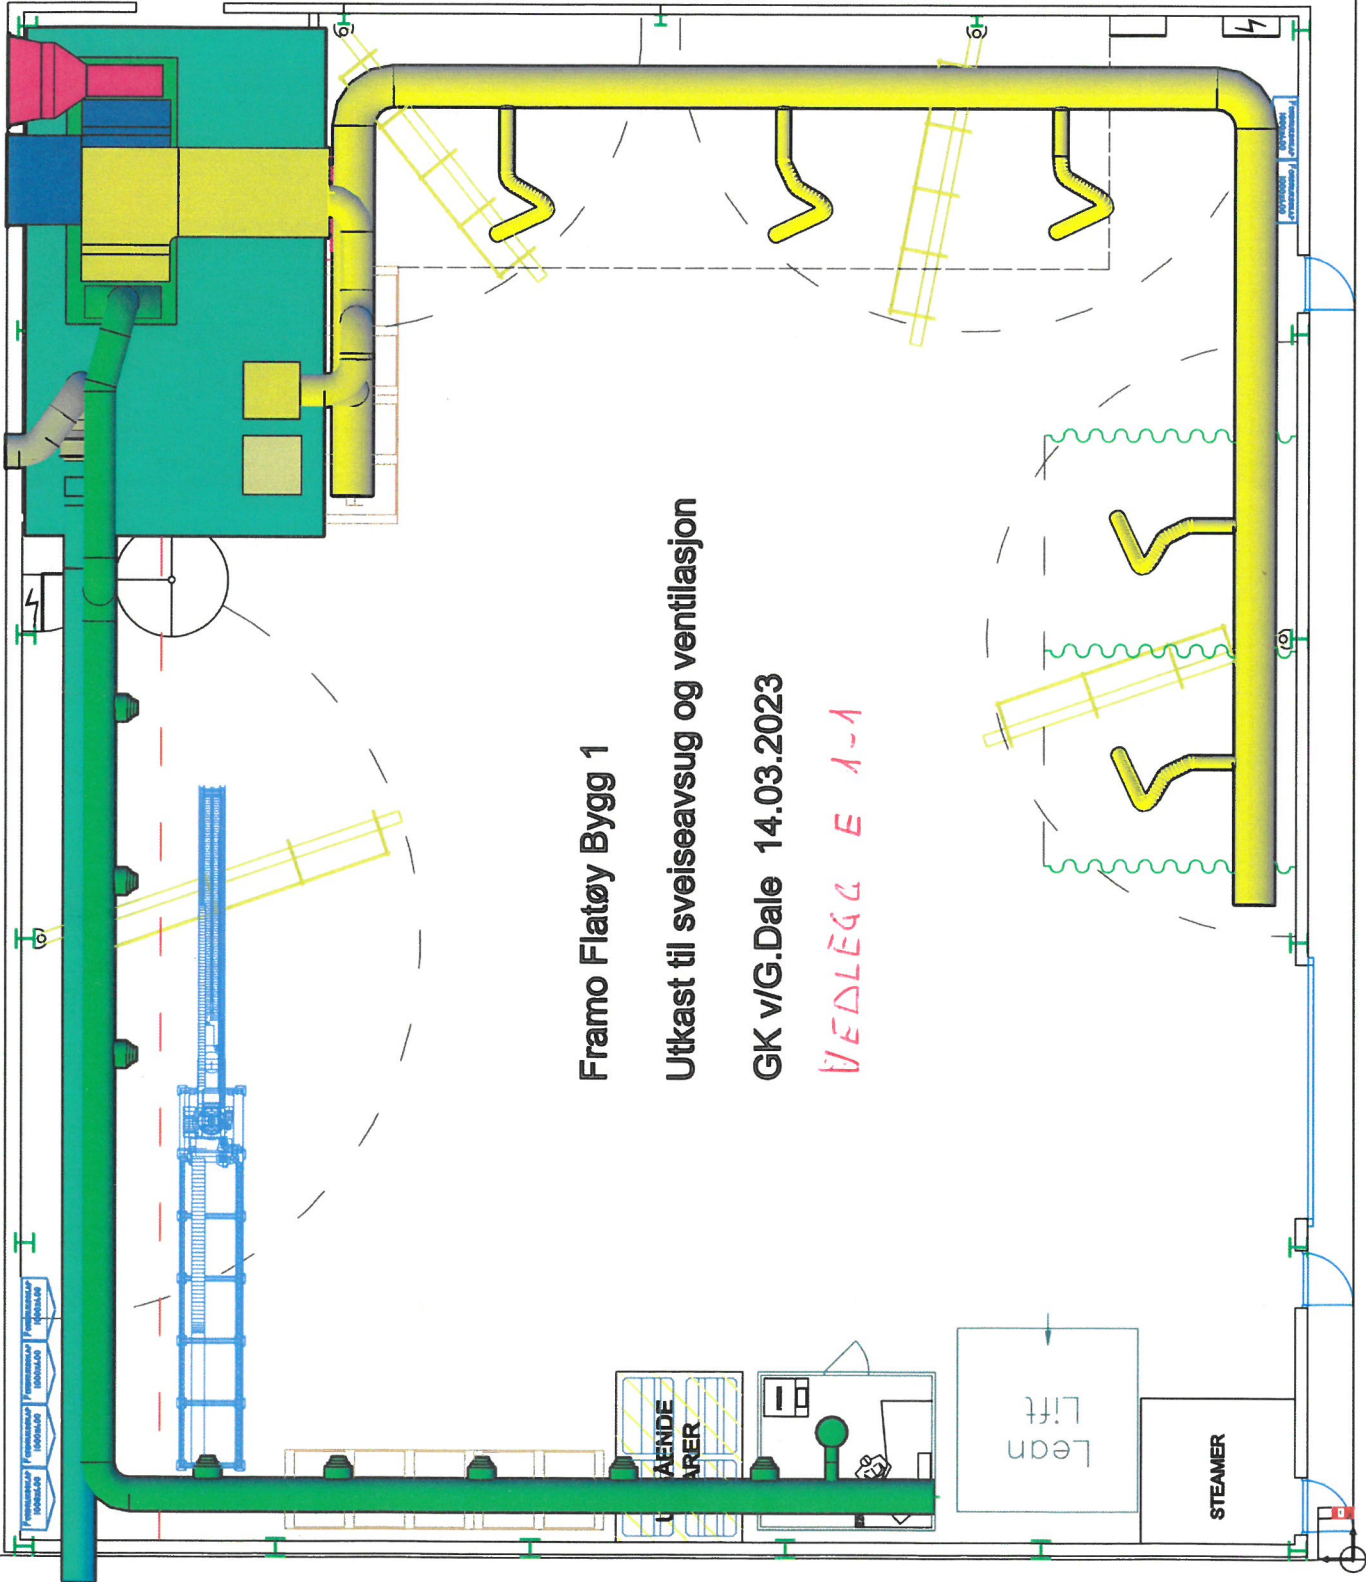 Framo Flatøy Bygg 1
Utkast til sveiseavsug og ventilasjon
GK v/G.Dale 14.03.2023
VEDLEGG E 1-1
Lean
Lift
STEAMER